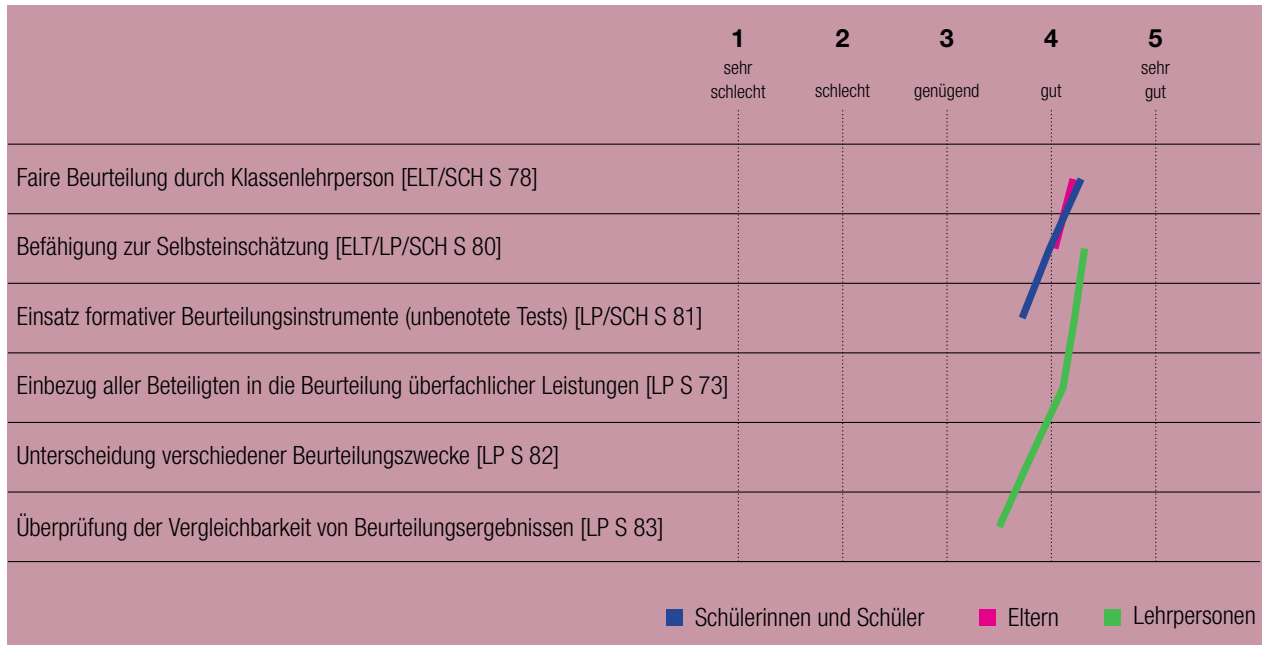 1 2 3 4 5
sehr schlecht schlecht genügend gut sehr gut
Faire Beurteilung durch Klassenlehrperson [ELT/SCH S 78]
Befähigung zur Selbsteinschätzung [ELT/LP/SCH S 80]
Einsatz formativer Beurteilungsinstrumente (unbenotete Tests) [LP/SCH S 81]
Einbezug aller Beteiligten in die Beurteilung überfachlicher Leistungen [LP S 73]
Unterscheidung verschiedener Beurteilungszwecke [LP S 82]
Überprüfung der Vergleichbarkeit von Beurteilungsergebnissen [LP S 83]
Schülerinnen und Schüler Eltern Lehrpersonen